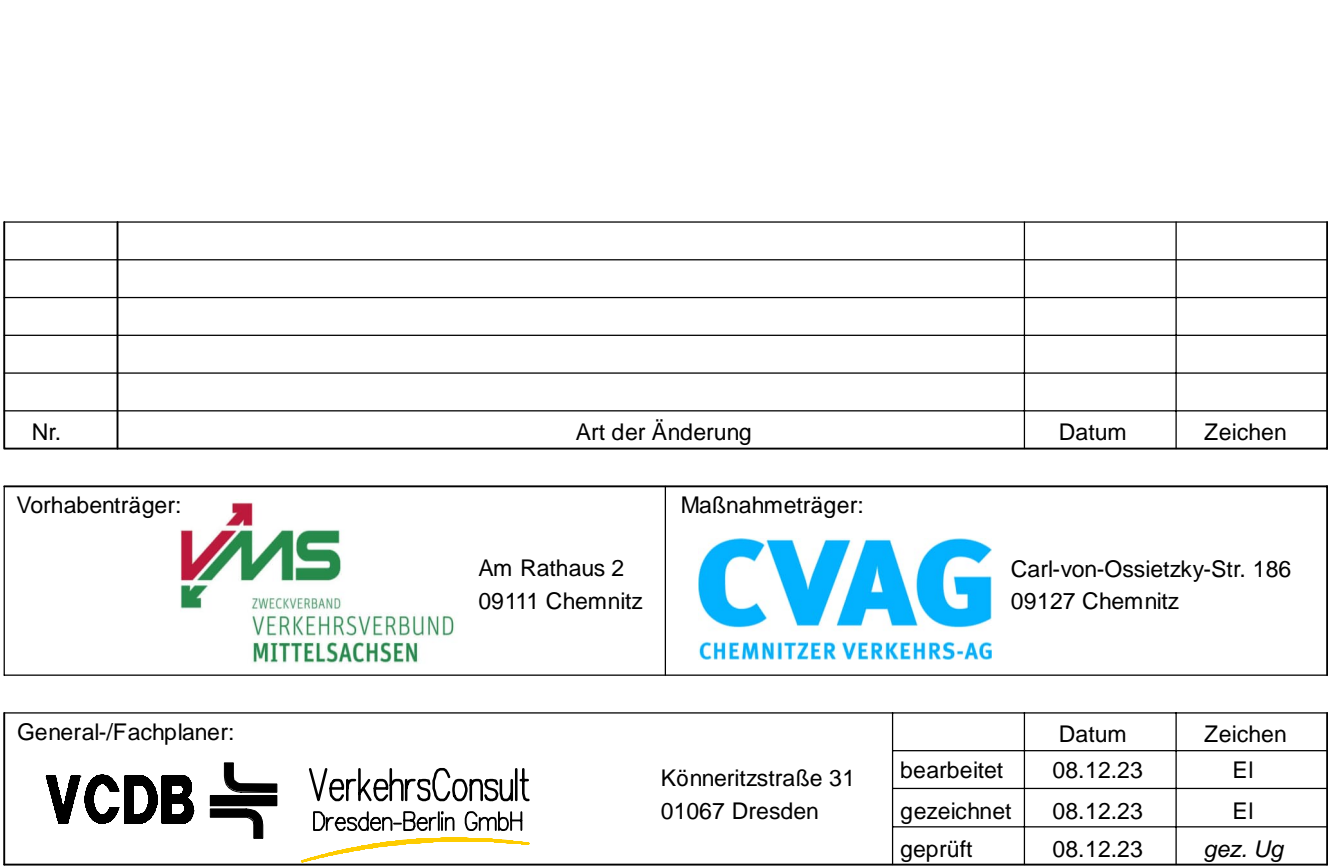 Nr. Art der Änderung Datum Zeichen
Vorhabenträger:
VMS
ZWECKVERBAND
VERKEHRSVERBUND
MITTELSACHSEN
Am Rathaus 2
09111 Chemnitz
Maßnahmeträger:
CVAG
CHEMNITZER VERKEHRS-AG
Carl-von-Ossietzky-Str. 186
09127 Chemnitz
General-/Fachplaner:
VCDB
VerkehrsConsult
Dresden-Berlin GmbH
Könneritzstraße 31
01067 Dresden
Datum Zeichen
bearbeitet 08.12.23 El
gezeichnet 08.12.23 El
geprüft 08.12.23 gez. Ug